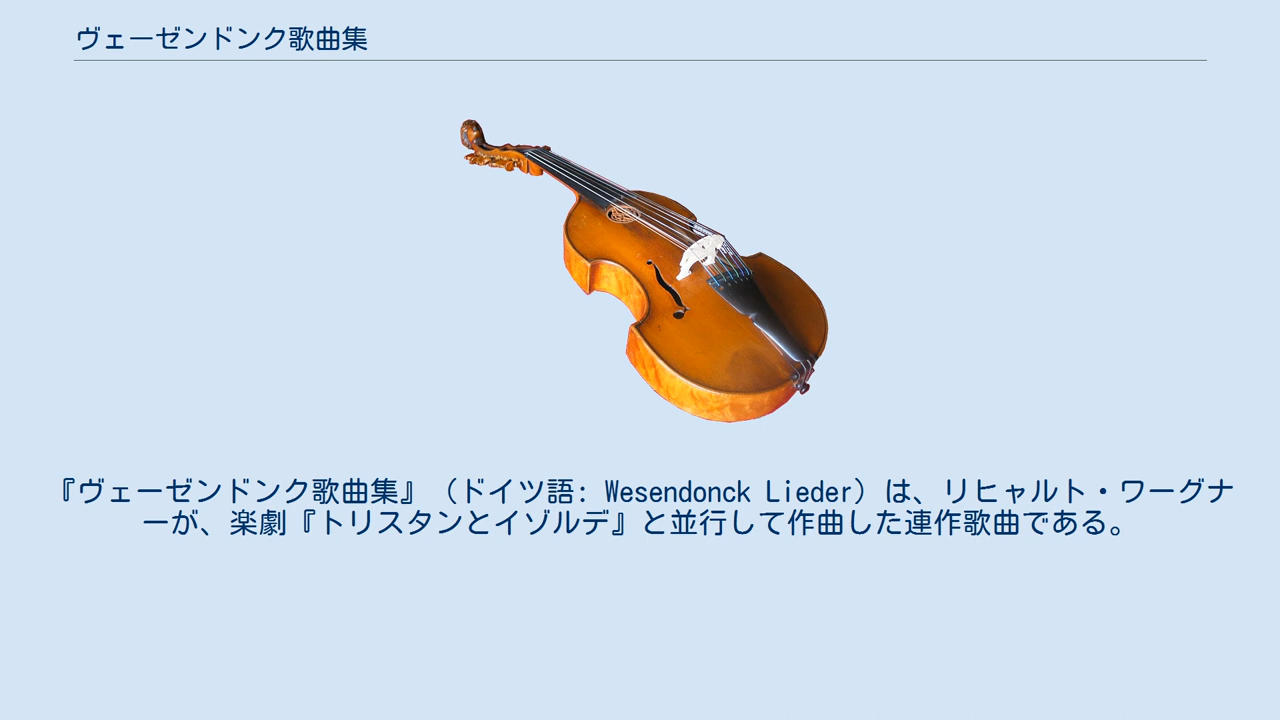 ヴェーゼンドンク歌曲集
『ヴェーゼンドンク歌曲集』（ドイツ語: Wesendonck Lieder）は、リヒャルト・ワーグナ
ーが、楽劇『トリスタンとイゾルデ』と並行して作曲した連作歌曲である。